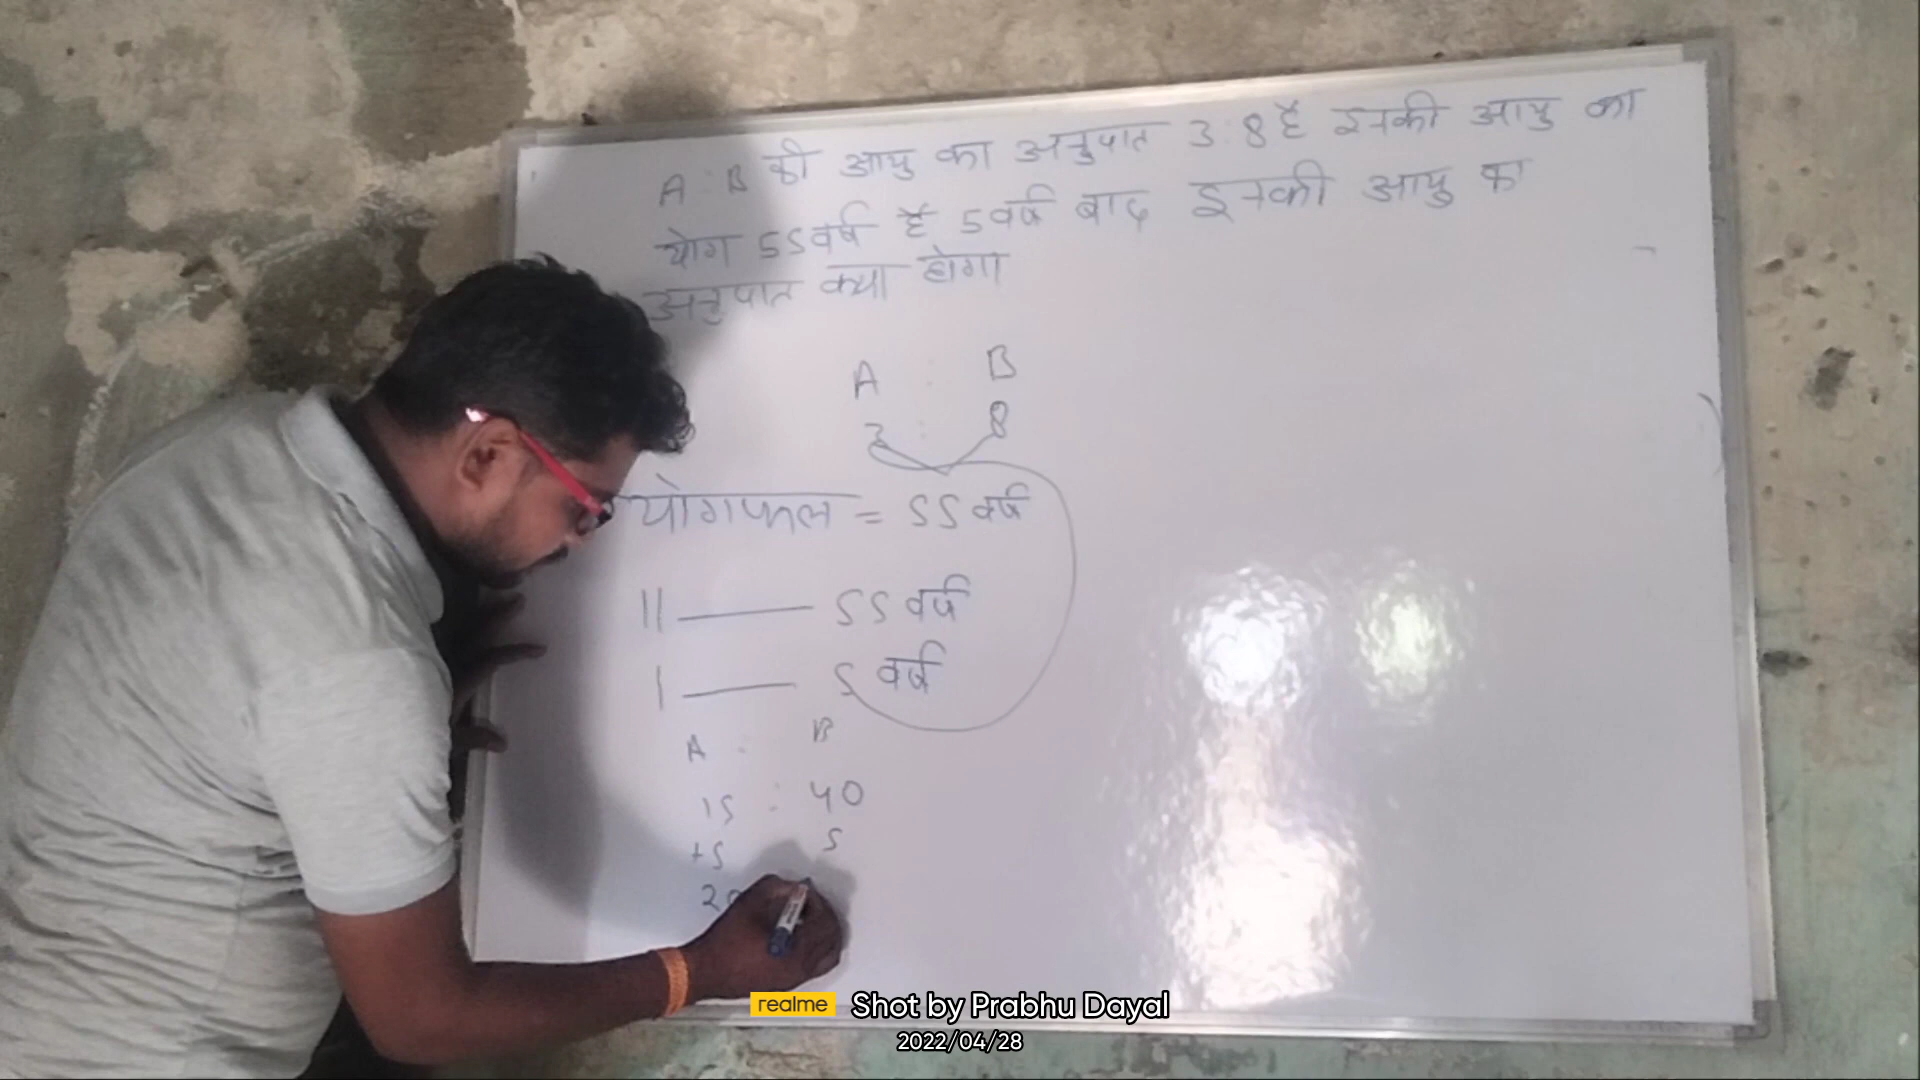 A : B की आयु का अनुपात 3 : 8 है इनकी आयु का
योग 55 वर्ष है 5 वर्ष बाद इनकी आयु का
अनुपात क्या होगा
A : B
3 : 8
योगफल = 55 वर्ष
11 —— 55 वर्ष
1 —— 5 वर्ष
A : B
15 : 40
+5 5
20
realme Shot by Prabhu Dayal
2022/04/28